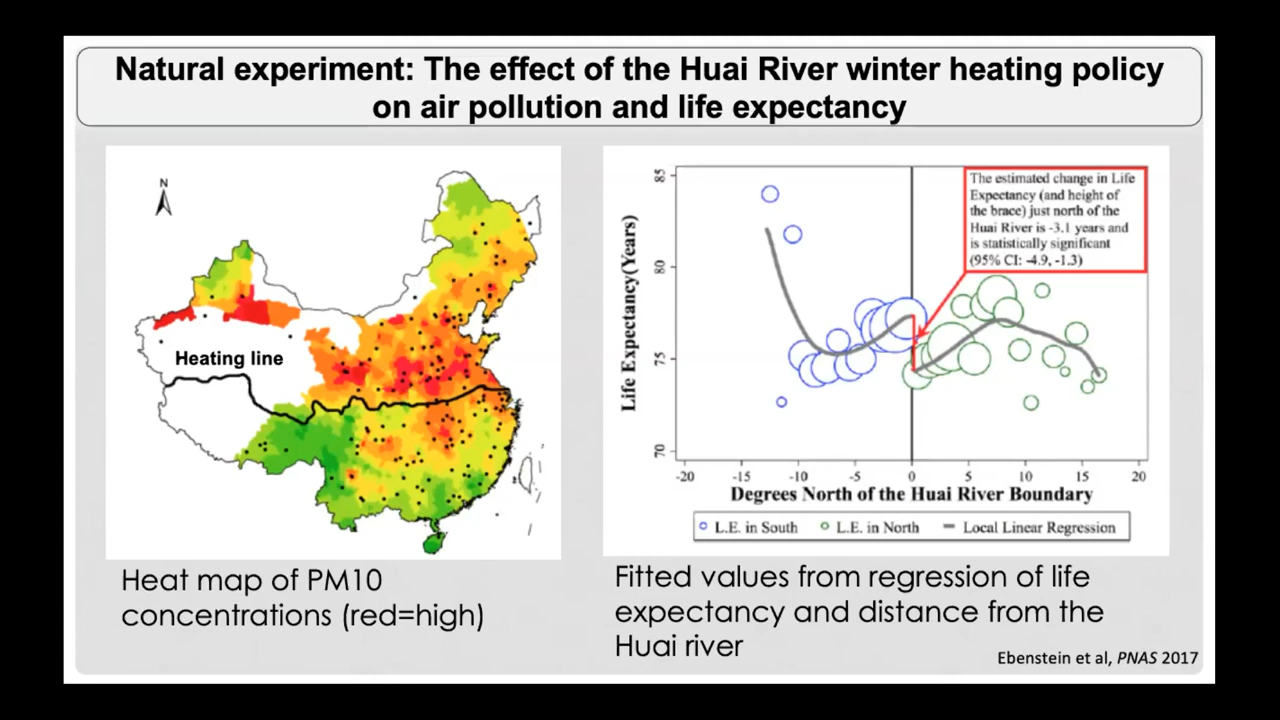 Natural experiment: The effect of the Huai River winter heating policy
on air pollution and life expectancy
N
Heating line
Heat map of PM10
concentrations (red=high)
Life Expectancy(Years)
85
80
75
70
The estimated change in Life
Expectancy (and height of
the brace) just north of the
Huai River is -3.1 years and
is statistically significant
(95% CI: -4.9, -1.3)
-20 -15 -10 -5 0 5 10 15 20
Degrees North of the Huai River Boundary
L.E. in South L.E. in North Local Linear Regression
Fitted values from regression of life
expectancy and distance from the
Huai river
Ebenstein et al, PNAS 2017